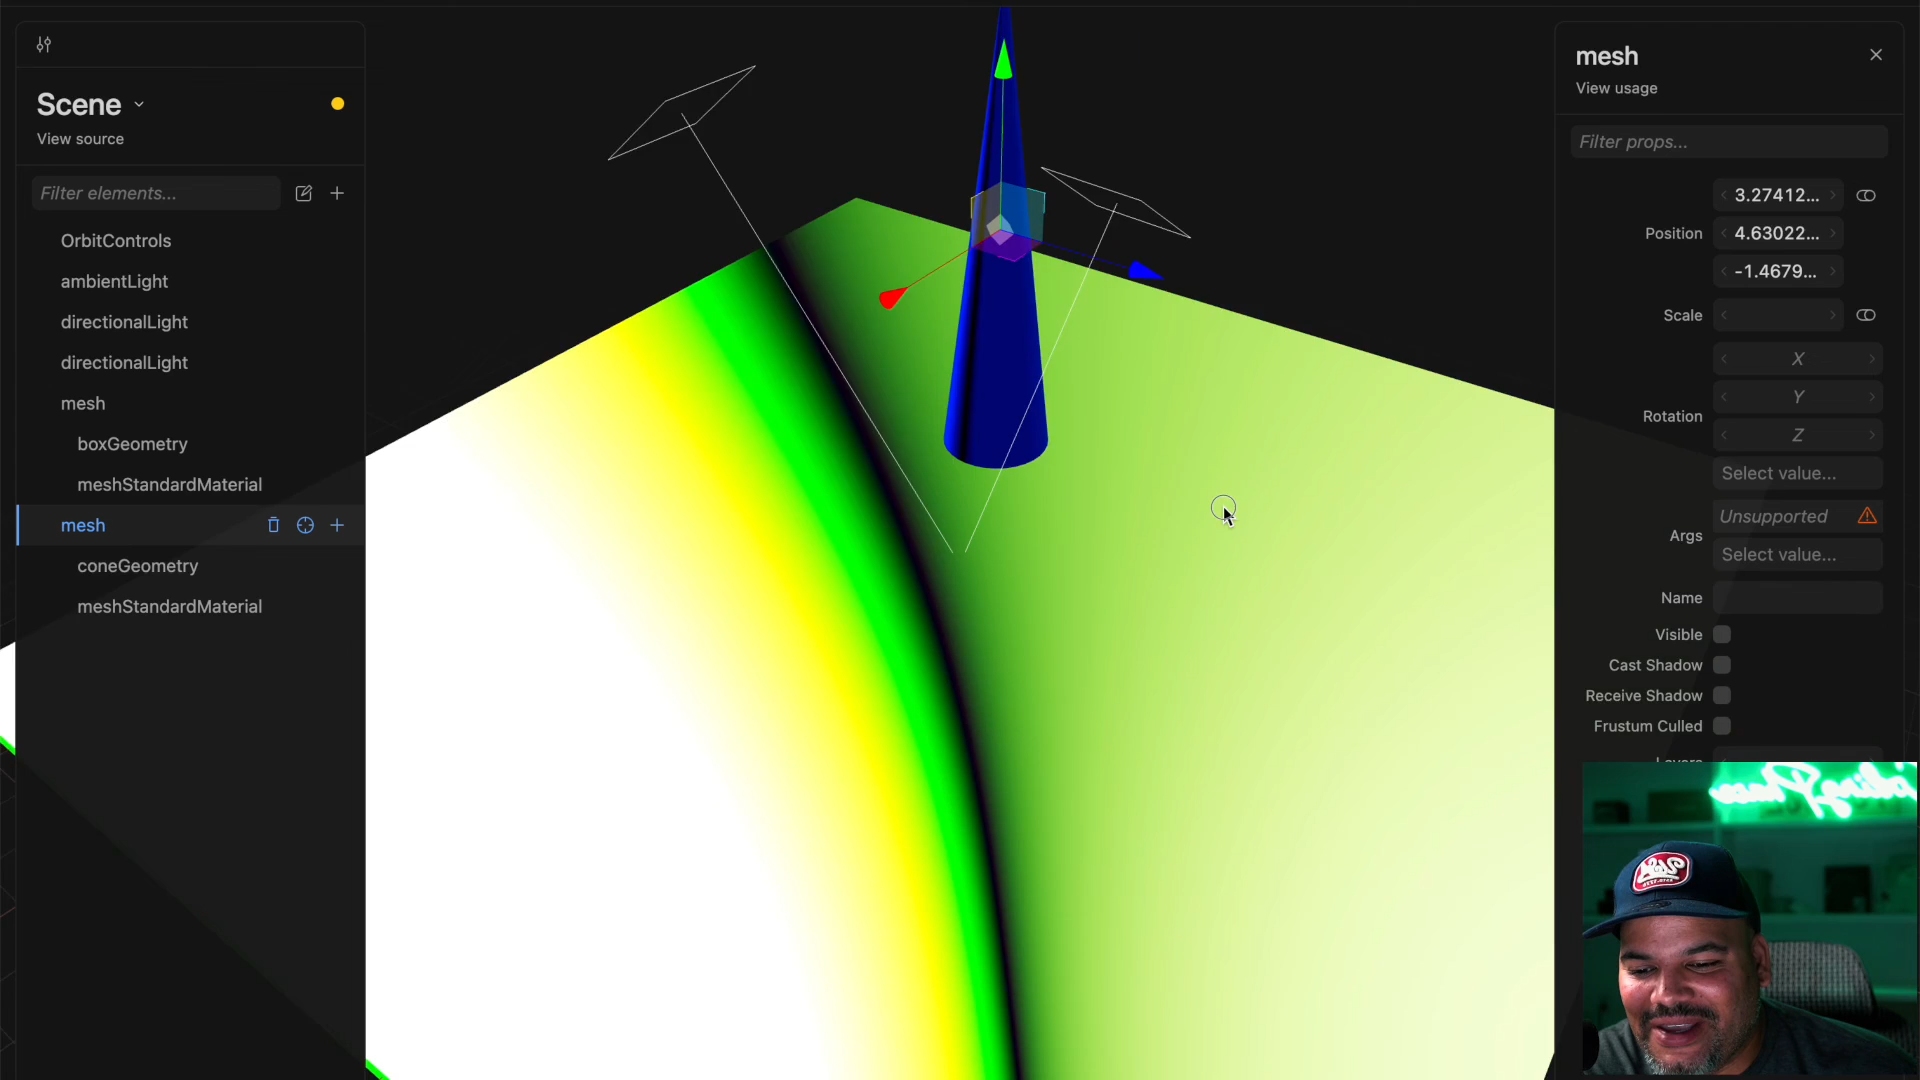 Scene
View source
Filter elements...
OrbitControls
ambientLight
directionalLight
directionalLight
mesh
boxGeometry
meshStandardMaterial
mesh
coneGeometry
meshStandardMaterial
mesh
View usage
Filter props...
3.27412...
Position
4.63022...
-1.4679...
Scale
X
Y
Rotation
Z
Select value...
Unsupported
Args
Select value...
Name
Visible
Cast Shadow
Receive Shadow
Frustum Culled